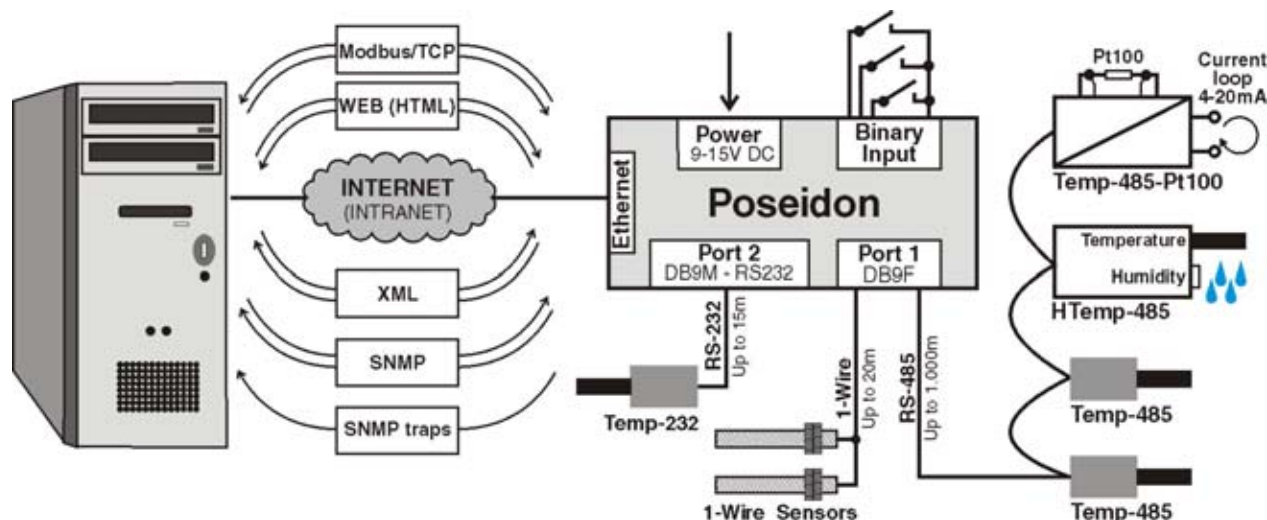 Modbus/TCP
WEB (HTML)
INTERNET
(INTRANET)
XML
SNMP
SNMP traps
Power
9-15V DC
Binary
Input
Ethernet
Poseidon
Port 2
DB9M - RS232
Port 1
DB9F
RS-232
Up to 15m
Temp-232
1-Wire
Up to 20m
RS-485
Up to 1.000m
1-Wire Sensors
Pt100
Current
loop
4-20mA
Temp-485-Pt100
Temperature
Humidity
HTemp-485
Temp-485
Temp-485